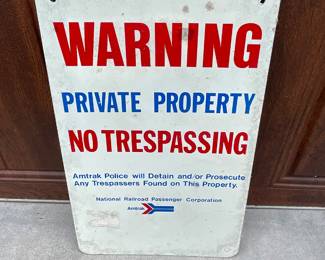 WARNING
PRIVATE PROPERTY
NO TRESPASSING
Amtrak Police will Detain and/or Prosecute
Any Trespassers Found on This Property.
National Railroad Passenger Corporation
Amtrak